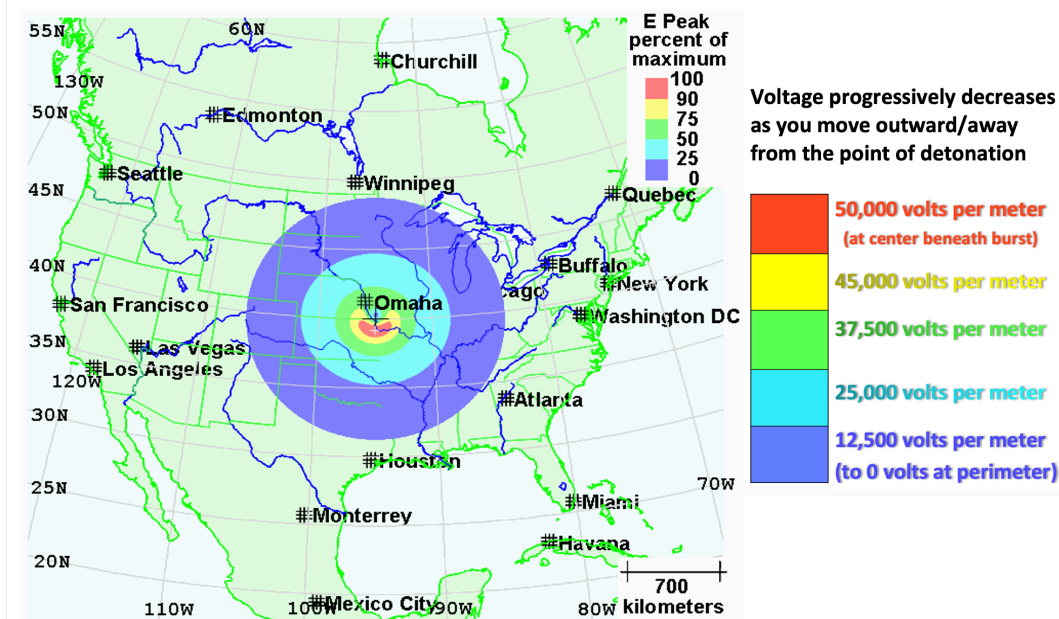 55N
60N
130W
50N
45N
40N
35N
120W
30N
25N
20N
110W
100W
90W
80W
70W
Churchill
Edmonton
Seattle
Winnipeg
Quebec
Buffalo
cago
New York
Omaha
San Francisco
Washington DC
Las Vegas
Los Angeles
Atlanta
Houston
Miami
Monterrey
Havana
Mexico City
E Peak
percent of
maximum
100
90
75
50
25
0
700
kilometers
Voltage progressively decreases
as you move outward/away
from the point of detonation
50,000 volts per meter
(at center beneath burst)
45,000 volts per meter
37,500 volts per meter
25,000 volts per meter
12,500 volts per meter
(to 0 volts at perimeter)